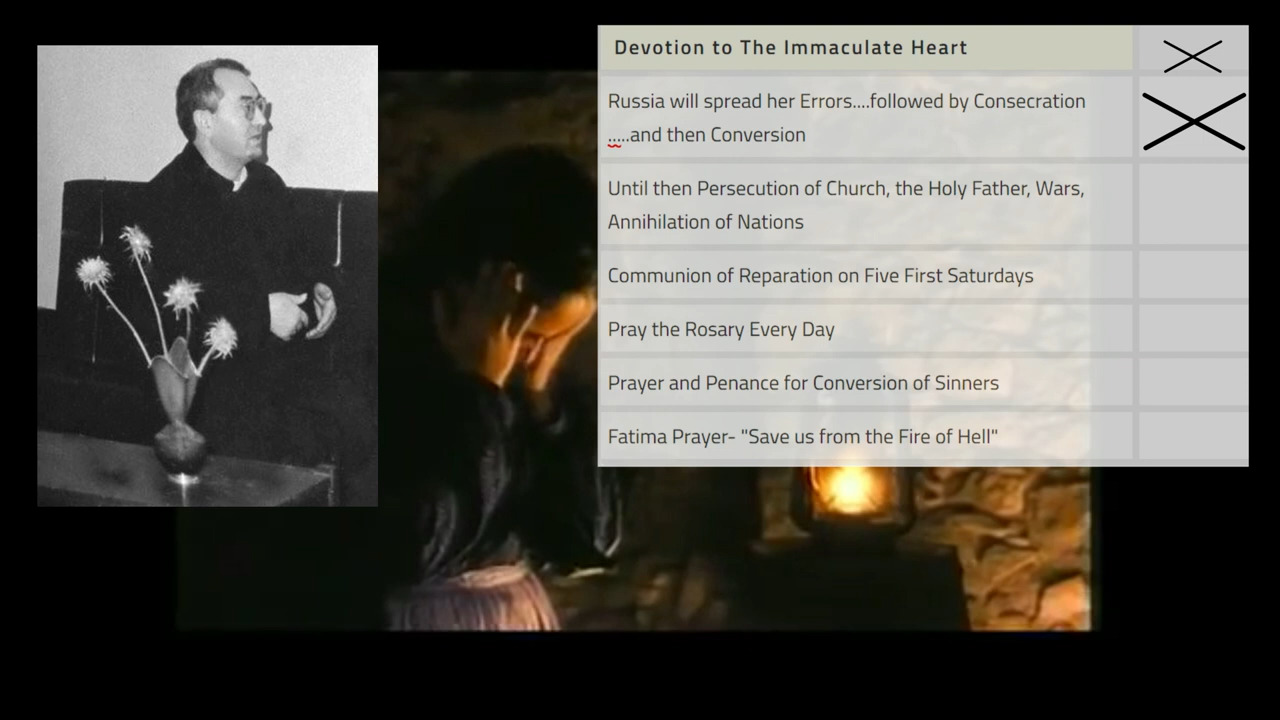 Devotion to The Immaculate Heart
Russia will spread her Errors....followed by Consecration
.....and then Conversion
Until then Persecution of Church, the Holy Father, Wars,
Annihilation of Nations
Communion of Reparation on Five First Saturdays
Pray the Rosary Every Day
Prayer and Penance for Conversion of Sinners
Fatima Prayer- "Save us from the Fire of Hell"